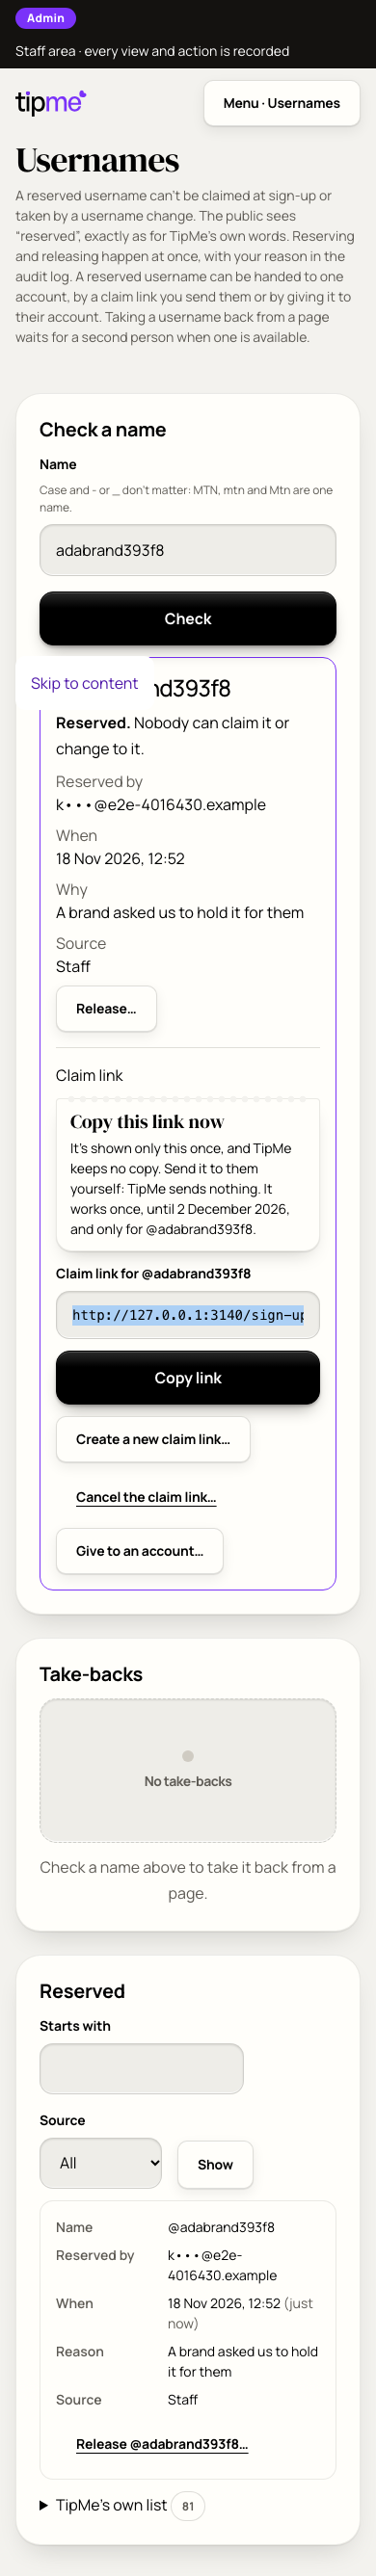 Admin
Staff area · every view and action is recorded
tipme
Menu · Usernames
Usernames
A reserved username can't be claimed at sign-up or
taken by a username change. The public sees
“reserved”, exactly as for TipMe's own words. Reserving
and releasing happen at once, with your reason in the
audit log. A reserved username can be handed to one
account, by a claim link you send them or by giving it to
their account. Taking a username back from a page
waits for a second person when one is available.
Check a name
Name
Case and - or _ don't matter: MTN, mtn and Mtn are one
name.
adabrand393f8
Check
Skip to content
nd393f8
Reserved. Nobody can claim it or
change to it.
Reserved by
k•••@e2e-4016430.example
When
18 Nov 2026, 12:52
Why
A brand asked us to hold it for them
Source
Staff
Release…
Claim link
Copy this link now
It's shown only this once, and TipMe
keeps no copy. Send it to them
yourself: TipMe sends nothing. It
works once, until 2 December 2026,
and only for @adabrand393f8.
Claim link for @adabrand393f8
http://127.0.0.1:3140/sign-up
Copy link
Create a new claim link…
Cancel the claim link…
Give to an account…
Take-backs
No take-backs
Check a name above to take it back from a
page.
Reserved
Starts with
Source
All
Show
Name @adabrand393f8
Reserved by k•••@e2e-
4016430.example
When 18 Nov 2026, 12:52 (just
now)
Reason A brand asked us to hold
it for them
Source Staff
Release @adabrand393f8…
TipMe's own list 81